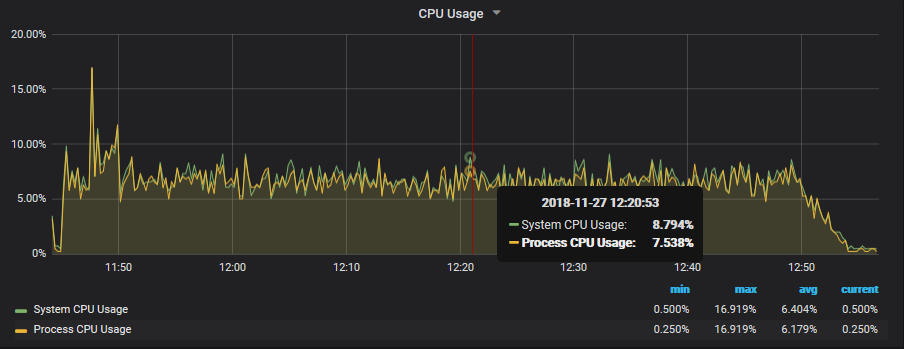 CPU Usage
20.00%
15.00%
10.00%
5.00%
0%
2018-11-27 12:20:53
System CPU Usage: 8.794%
Process CPU Usage: 7.538%
11:50 12:00 12:10 12:20 12:30 12:40 12:50
min max avg current
System CPU Usage 0.500% 16.919% 6.404% 0.500%
Process CPU Usage 0.250% 16.919% 6.179% 0.250%